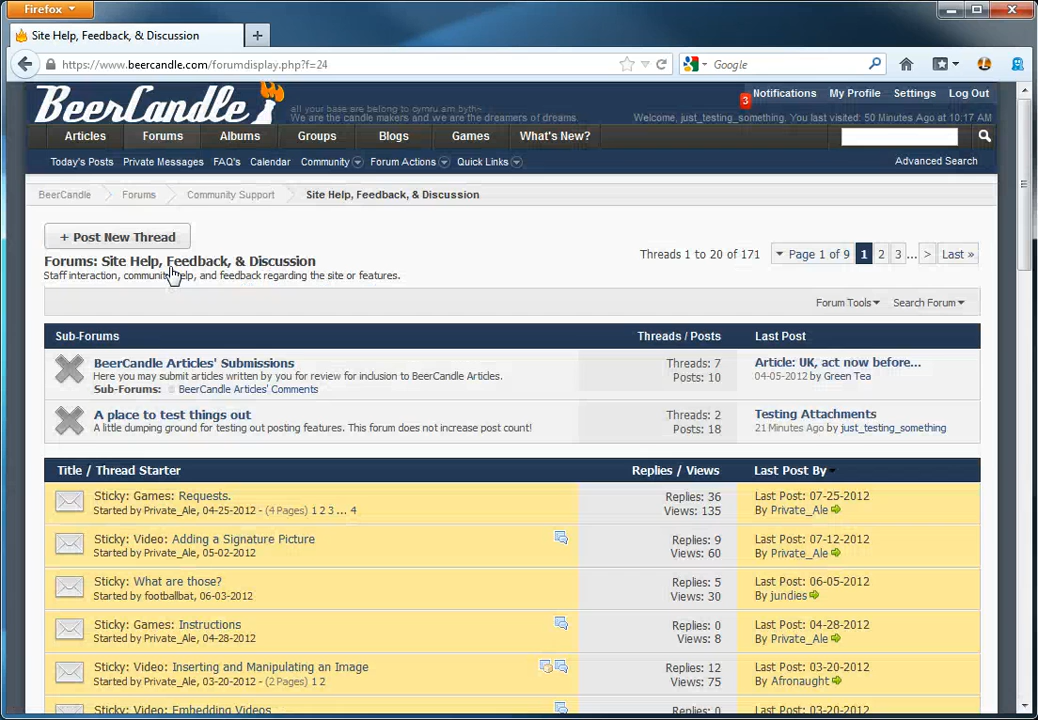 Firefox
Site Help, Feedback, & Discussion
https://www.beercandle.com/forumdisplay.php?f=24
Google
BeerCandle
all your base are belong to cymru am byth~
We are the candle makers and we are the dreamers of dreams.
3 Notifications My Profile Settings Log Out
Welcome, just_testing_something. You last visited: 50 Minutes Ago at 10:17 AM
Articles Forums Albums Groups Blogs Games What's New?
Today's Posts Private Messages FAQ's Calendar Community Forum Actions Quick Links Advanced Search
BeerCandle Forums Community Support Site Help, Feedback, & Discussion
+ Post New Thread
Forums: Site Help, Feedback, & Discussion
Staff interaction, community help, and feedback regarding the site or features.
Threads 1 to 20 of 171 Page 1 of 9 1 2 3 ... > Last »
Forum Tools Search Forum
Sub-Forums Threads / Posts Last Post
BeerCandle Articles' Submissions
Here you may submit articles written by you for review for inclusion to BeerCandle Articles.
Sub-Forums: BeerCandle Articles' Comments
Threads: 7
Posts: 10
Article: UK, act now before...
04-05-2012 by Green Tea
A place to test things out
A little dumping ground for testing out posting features. This forum does not increase post count!
Threads: 2
Posts: 18
Testing Attachments
21 Minutes Ago by just_testing_something
Title / Thread Starter Replies / Views Last Post By
Sticky: Games: Requests.
Started by Private_Ale, 04-25-2012 - (4 Pages) 1 2 3 ... 4
Replies: 36
Views: 135
Last Post: 07-25-2012
By Private_Ale
Sticky: Video: Adding a Signature Picture
Started by Private_Ale, 05-02-2012
Replies: 9
Views: 60
Last Post: 07-12-2012
By Private_Ale
Sticky: What are those?
Started by footballbat, 06-03-2012
Replies: 5
Views: 30
Last Post: 06-05-2012
By jundies
Sticky: Games: Instructions
Started by Private_Ale, 04-28-2012
Replies: 0
Views: 8
Last Post: 04-28-2012
By Private_Ale
Sticky: Video: Inserting and Manipulating an Image
Started by Private_Ale, 03-20-2012 - (2 Pages) 1 2
Replies: 12
Views: 75
Last Post: 03-20-2012
By Afronaught
Sticky: Video: Embedding Videos
Replies: 0
Last Post: 03-20-2012